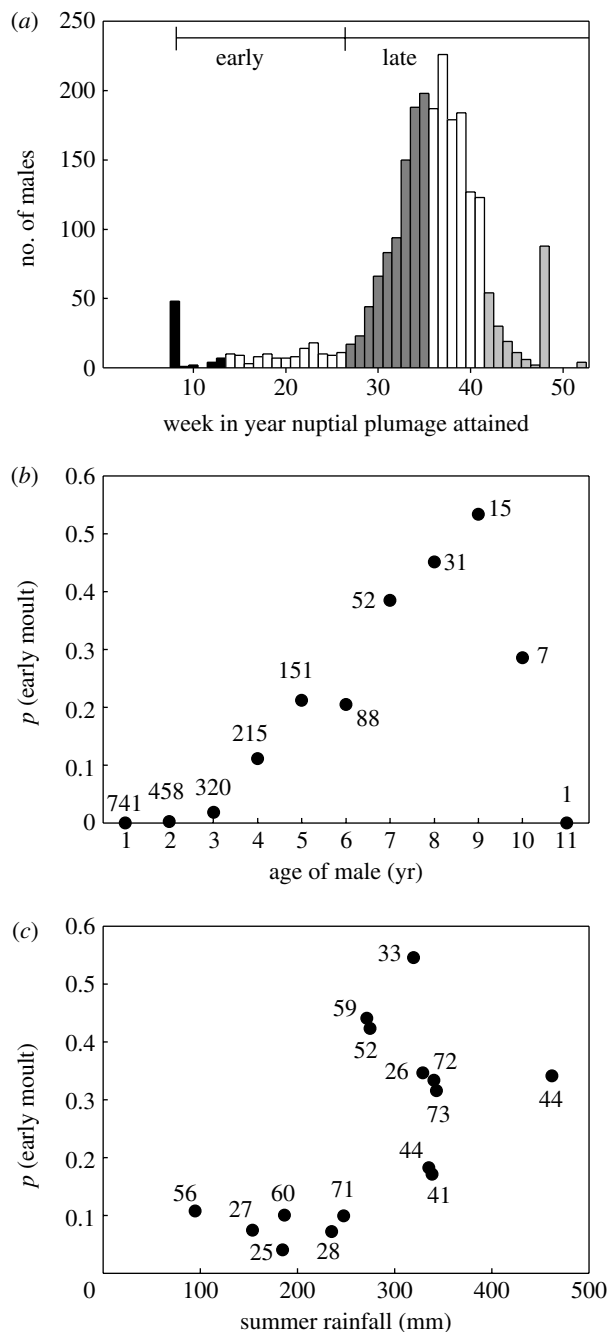 (a)
250
200
150
100
50
0
early late
no. of males
10 20 30 40 50
week in year nuptial plumage attained
(b)
0.6
0.5
0.4
0.3
0.2
0.1
0
p (early moult)
741 458 320 215 151 88 52 31 15 7 1
1 2 3 4 5 6 7 8 9 10 11
age of male (yr)
(c)
0.6
0.5
0.4
0.3
0.2
0.1
0
p (early moult)
33
59
52
26 72
73
44
44
41
56
27 60 71
25 28
100 200 300 400 500
summer rainfall (mm)